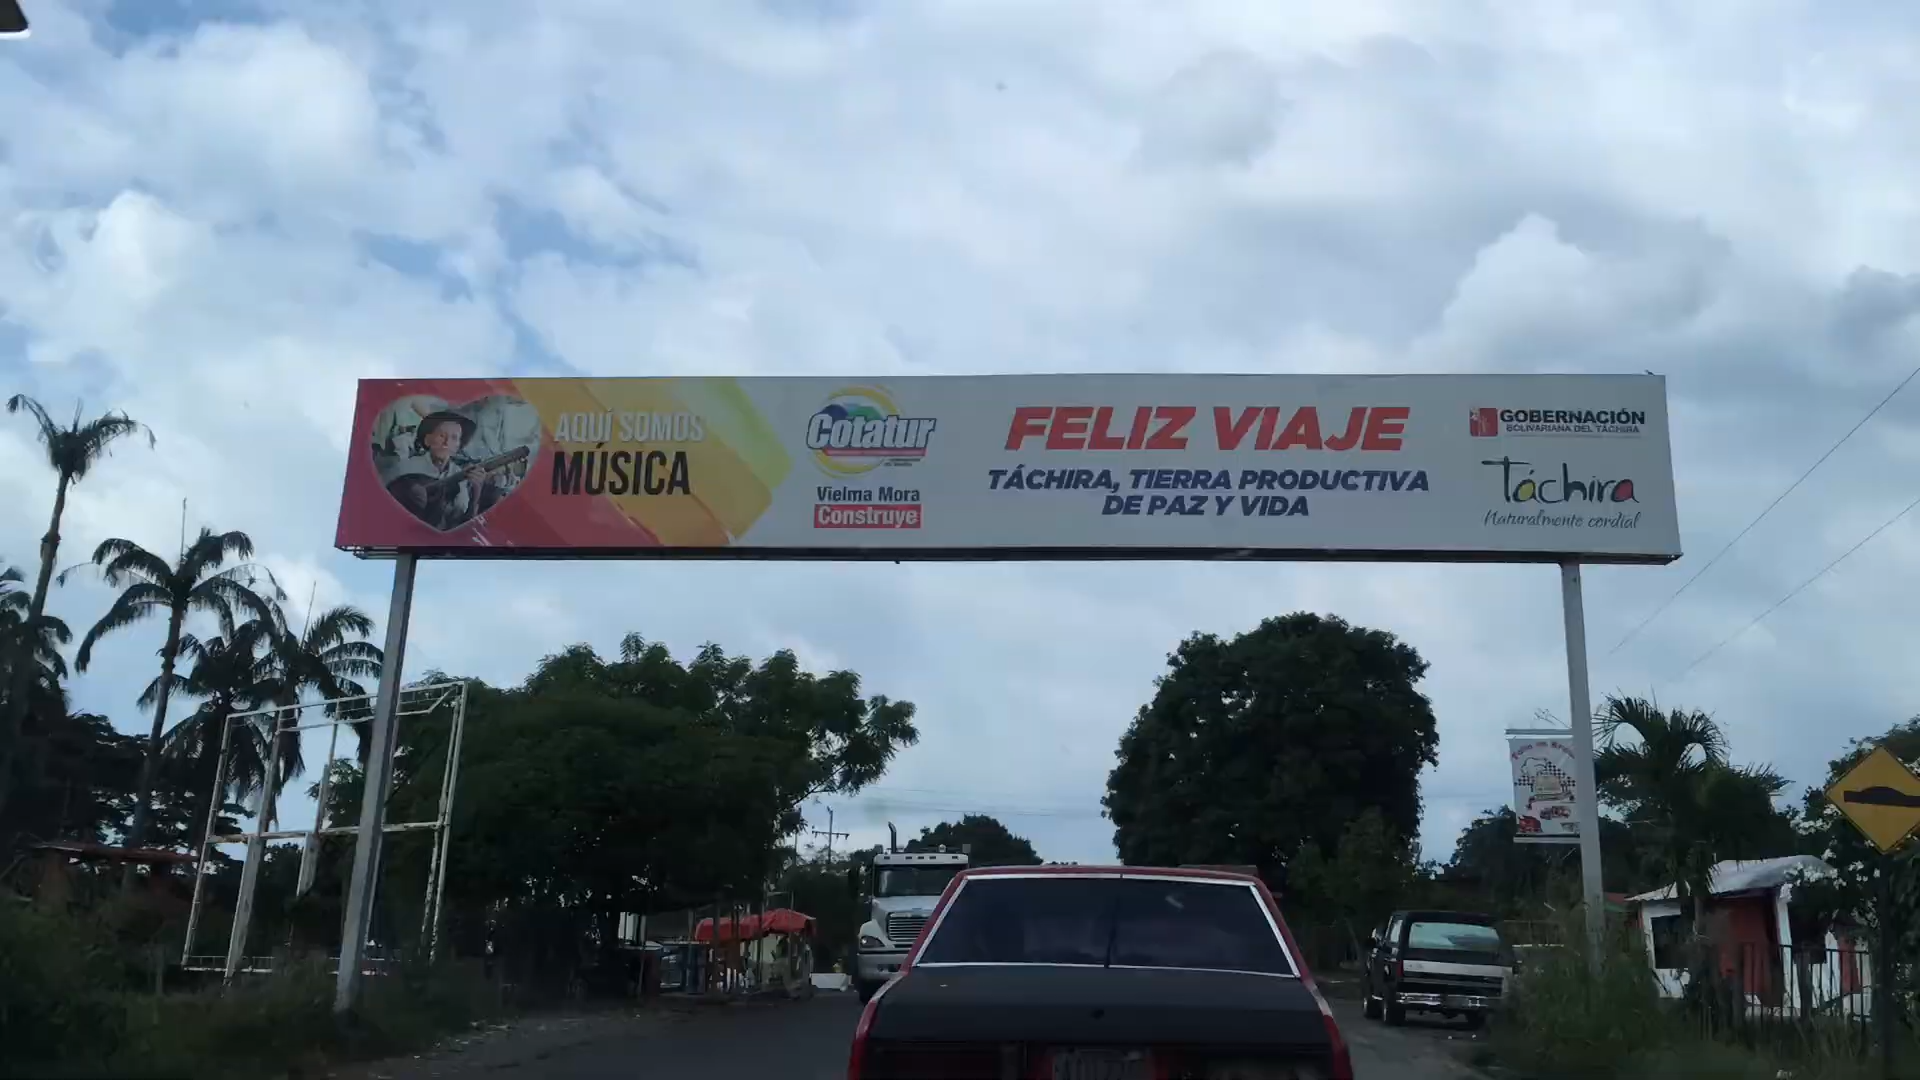 AQUÍ SOMOS
MÚSICA
Cotatur
Vielma Mora
Construye
FELIZ VIAJE
TÁCHIRA, TIERRA PRODUCTIVA
DE PAZ Y VIDA
GOBERNACIÓN
BOLIVARIANA DEL TÁCHIRA
Táchira
Naturalmente cordial